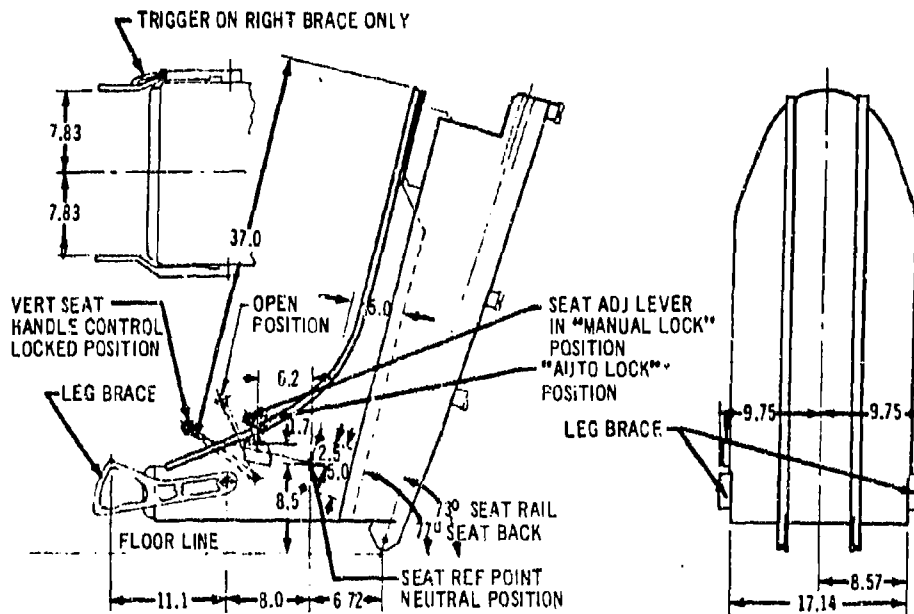 TRIGGER ON RIGHT BRACE ONLY
7.83
7.83
37.0
VERT SEAT
HANDLE CONTROL
LOCKED POSITION
OPEN
POSITION
5.0
SEAT ADJ LEVER
IN "MANUAL LOCK"
POSITION
"AUTO LOCK"
POSITION
6.2
LEG BRACE
1.7
2.5
5.0
8.5
9.75
9.75
LEG BRACE
73° SEAT RAIL
77° SEAT BACK
FLOOR LINE
SEAT REF POINT
NEUTRAL POSITION
11.1
8.0
6.72
8.57
17.14